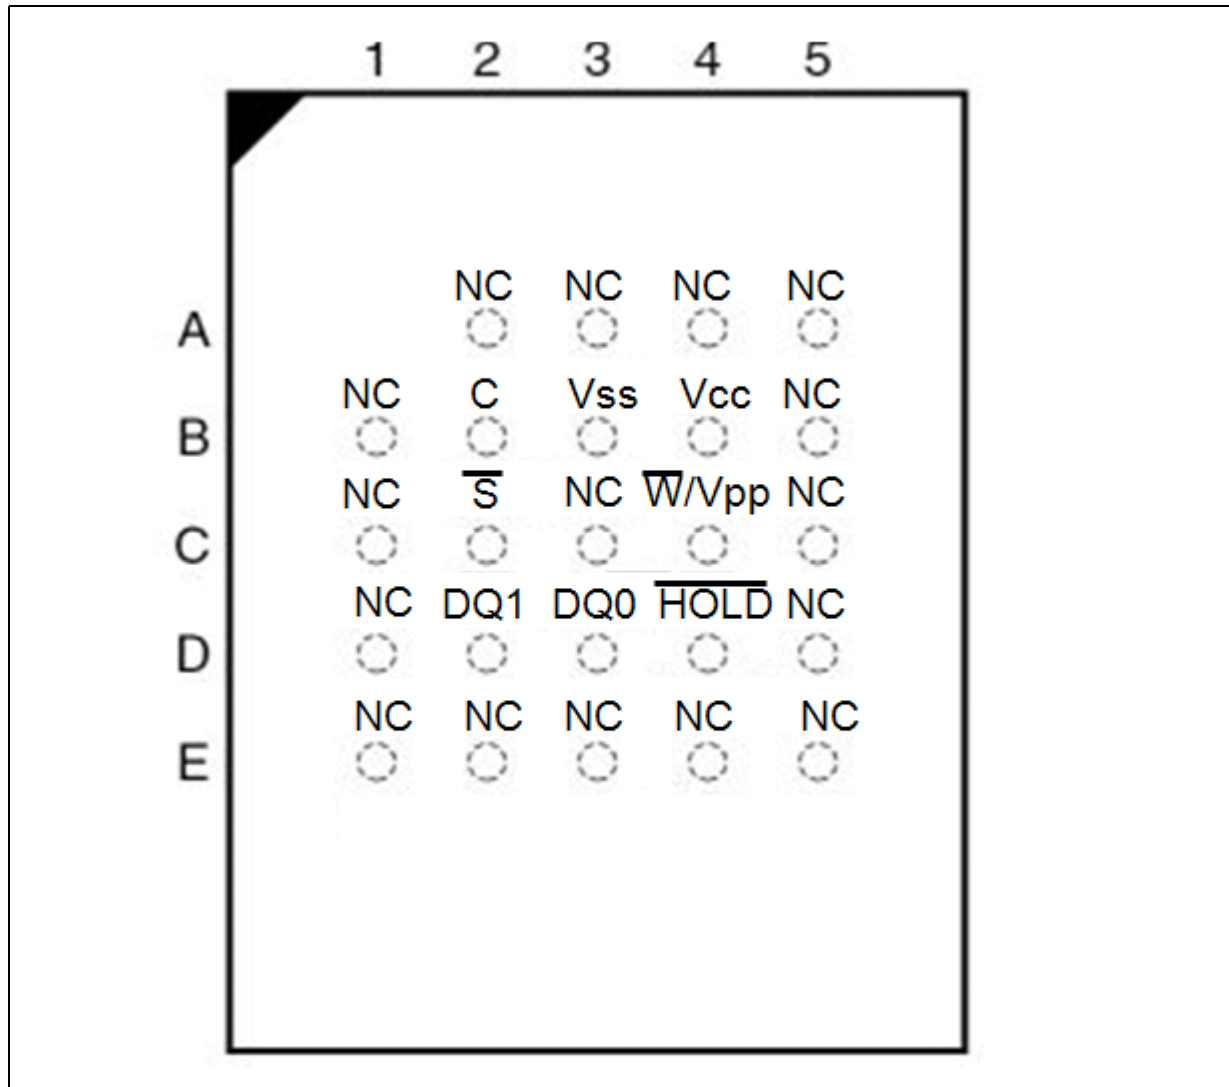 1 2 3 4 5
NC NC NC NC
A
NC C Vss Vcc NC
B
NC S̅ NC W̅/Vpp NC
C
NC DQ1 DQ0 H̅O̅L̅D̅ NC
D
NC NC NC NC NC
E